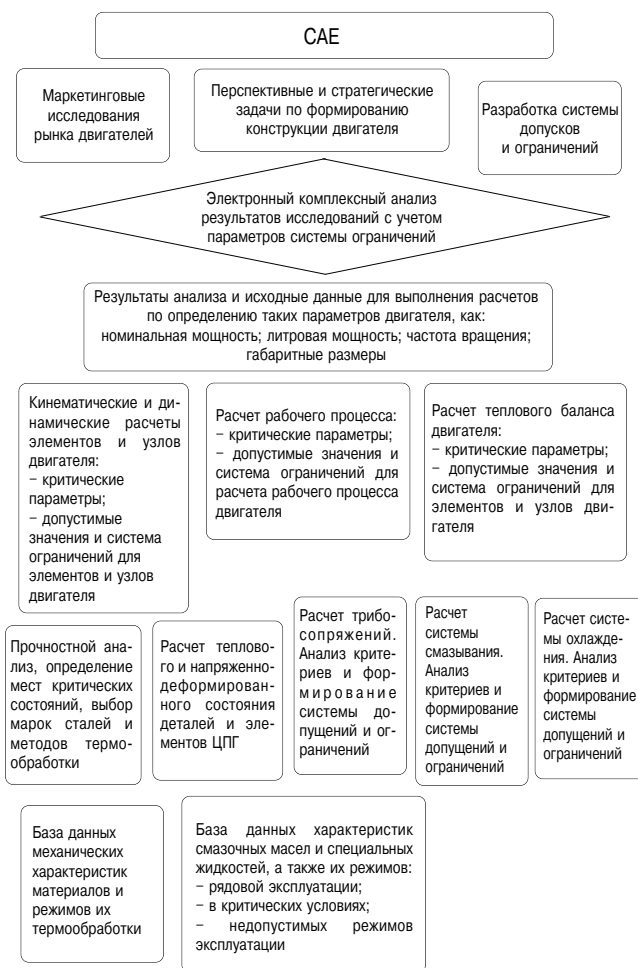 CAE
Маркетинговые
исследования
рынка двигателей
Перспективные и стратегические
задачи по формированию
конструкции двигателя
Разработка системы
допусков
и ограничений
Электронный комплексный анализ
результатов исследований с учетом
параметров системы ограничений
Результаты анализа и исходные данные для выполнения расчетов
по определению таких параметров двигателя, как:
номинальная мощность; литровая мощность; частота вращения;
габаритные размеры
Кинематические и ди-
намические расчеты
элементов и узлов
двигателя:
– критические
параметры;
– допустимые
значения и система
ограничений для
элементов и узлов
двигателя
Расчет рабочего процесса:
– критические параметры;
– допустимые значения и
система ограничений для
расчета рабочего процесса
двигателя
Расчет теплового баланса
двигателя:
– критические параметры;
– допустимые значения и
система ограничений для
элементов и узлов дви-
гателя
Прочностной ана-
лиз, определение
мест критических
состояний, выбор
марок сталей и
методов термо-
обработки
Расчет теплово-
го и напряженно-
деформирован-
ного состояния
деталей и эле-
ментов ЦПГ
Расчет трибо-
сопряжений.
Анализ крите-
риев и фор-
мирование
системы до-
пущений и ог-
раничений
Расчет
системы
смазывания.
Анализ
критериев и
формирование
системы
допущений и
ограничений
Расчет систе-
мы охлажде-
ния. Анализ
критериев и
формирование
системы
допущений и
ограничений
База данных
механических
характеристик
материалов и
режимов их
термообработки
База данных характеристик
смазочных масел и специальных
жидкостей, а также их режимов:
– рядовой эксплуатации;
– в критических условиях;
– недопустимых режимов
эксплуатации